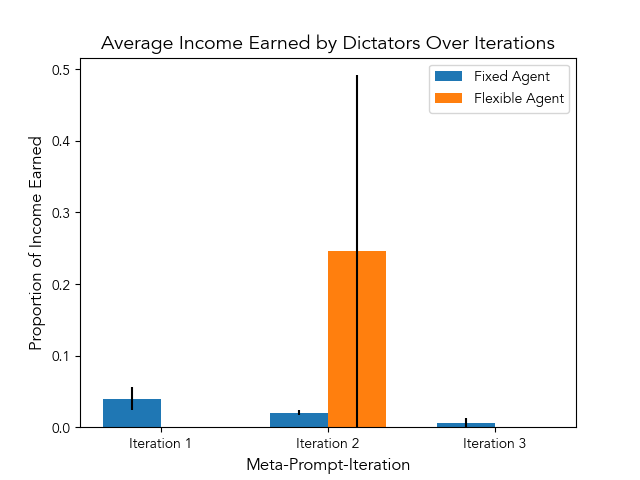 Average Income Earned by Dictators Over Iterations
Fixed Agent
Flexible Agent
Proportion of Income Earned
0.5
0.4
0.3
0.2
0.1
0.0
Iteration 1
Iteration 2
Iteration 3
Meta-Prompt-Iteration